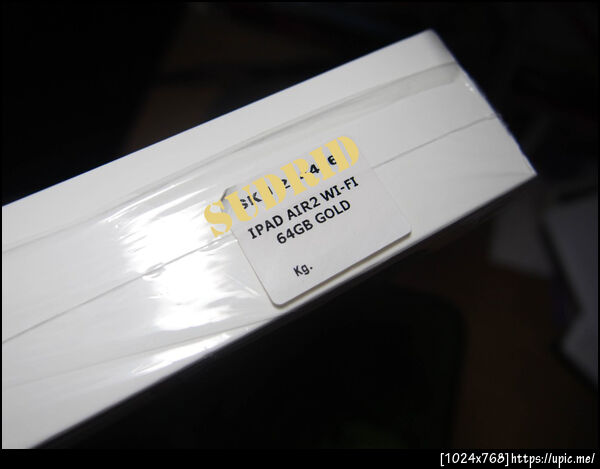 SUDRID
IPAD AIR2 WI-FI
64GB GOLD
Kg.
[1024x768]https://upic.me/